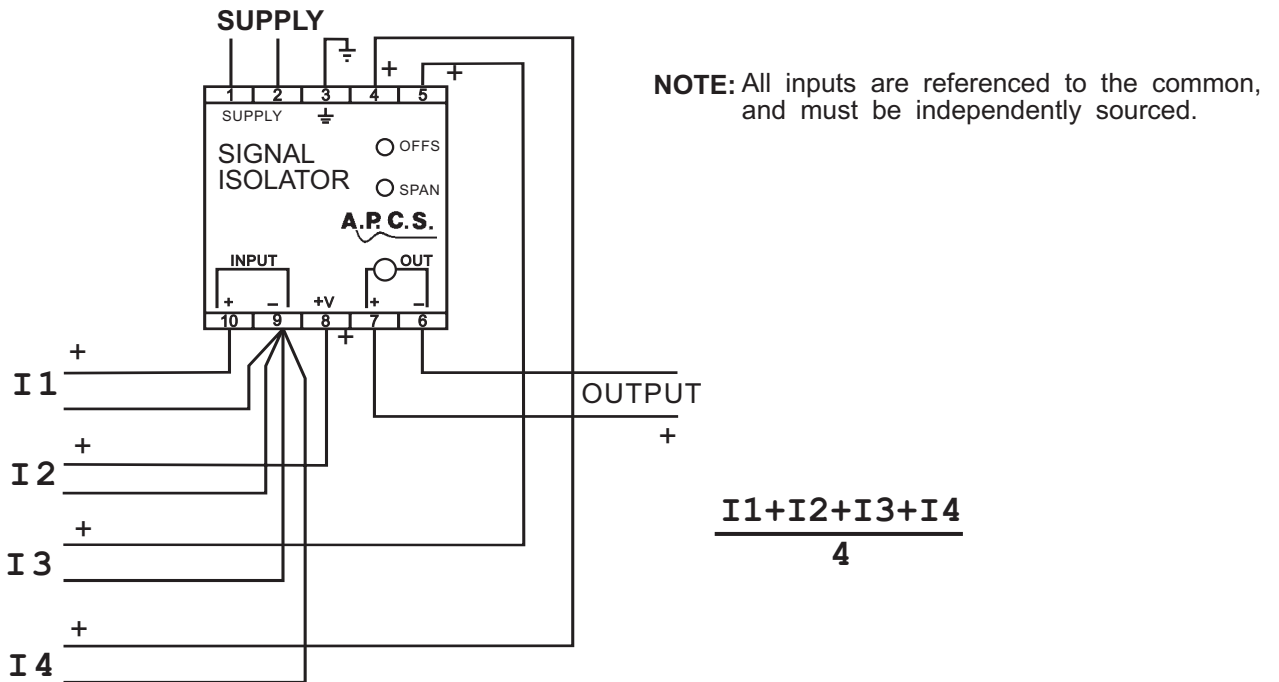 SUPPLY
+ +
1 2 3 4 5
SUPPLY
SIGNAL
ISOLATOR
OFFS
SPAN
A.P.C.S.
INPUT OUT
+ – +V + –
10 9 8 7 6
+
NOTE: All inputs are referenced to the common,
and must be independently sourced.
+
I1
OUTPUT
+
+
I2
+
I3
+
I4
I1+I2+I3+I4
4